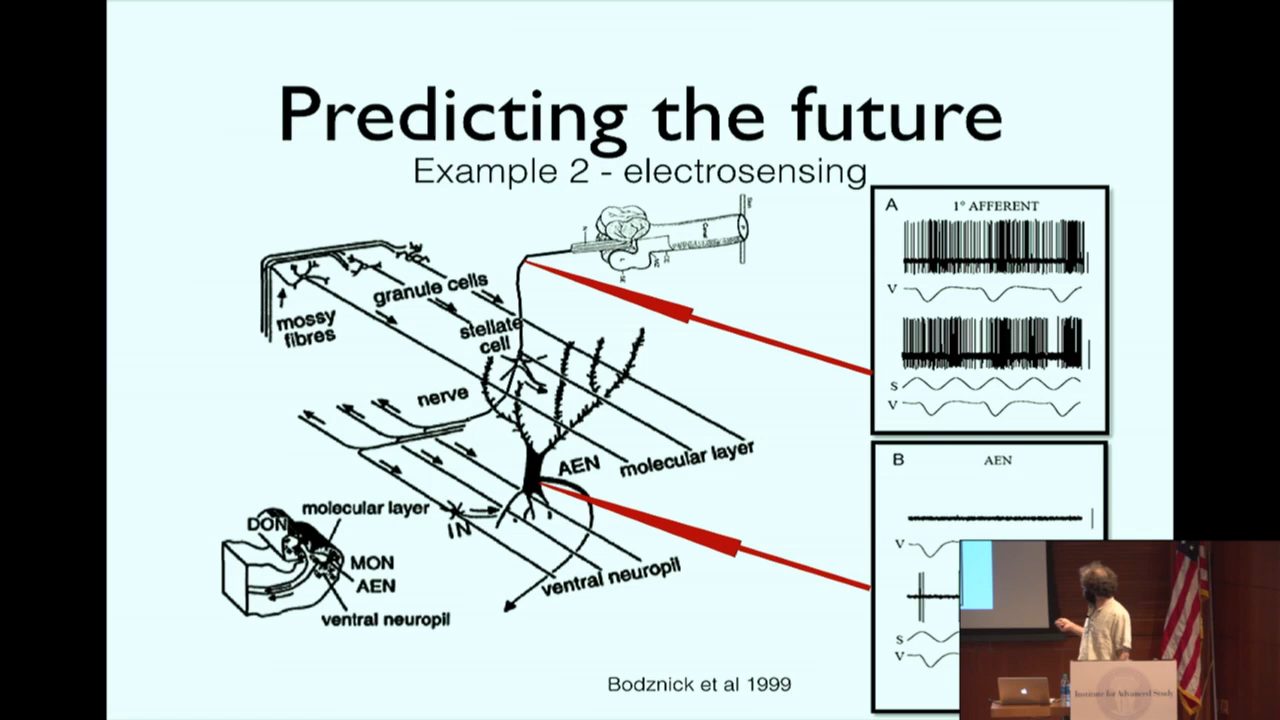 Predicting the future
Example 2 - electrosensing
A
1° AFFERENT
V
S
V
granule cells
mossy
fibres
stellate
cell
nerve
AEN
molecular layer
B
AEN
V
S
V
molecular layer
DON
IN
MON
AEN
ventral neuropil
ventral neuropil
Bodznick et al 1999
Institute for Advanced Study